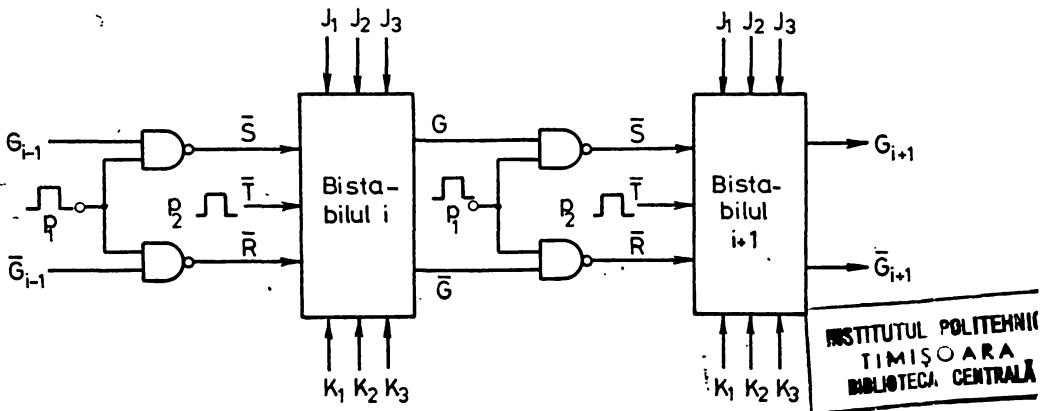 J₁ J₂ J₃ J₁ J₂ J₃
G S̄ G S̄
Gᵢ₋₁ Gᵢ₊₁
p₁ p₂ T̄ Bista- p₁ p₂ T̄ Bista-
bilul i bilul
i+1
R̄ R̄
Ḡᵢ₋₁ Ḡ Ḡᵢ₊₁
K₁ K₂ K₃ K₁ K₂ K₃
INSTITUTUL POLITEHNIC
TIMIȘOARA
BIBLIOTECA CENTRALĂ